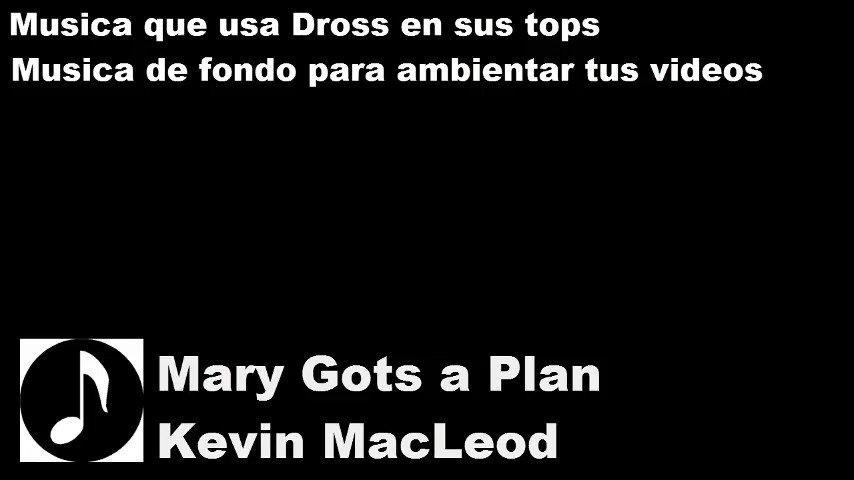 Musica que usa Dross en sus tops
Musica de fondo para ambientar tus videos
Mary Gots a Plan
Kevin MacLeod